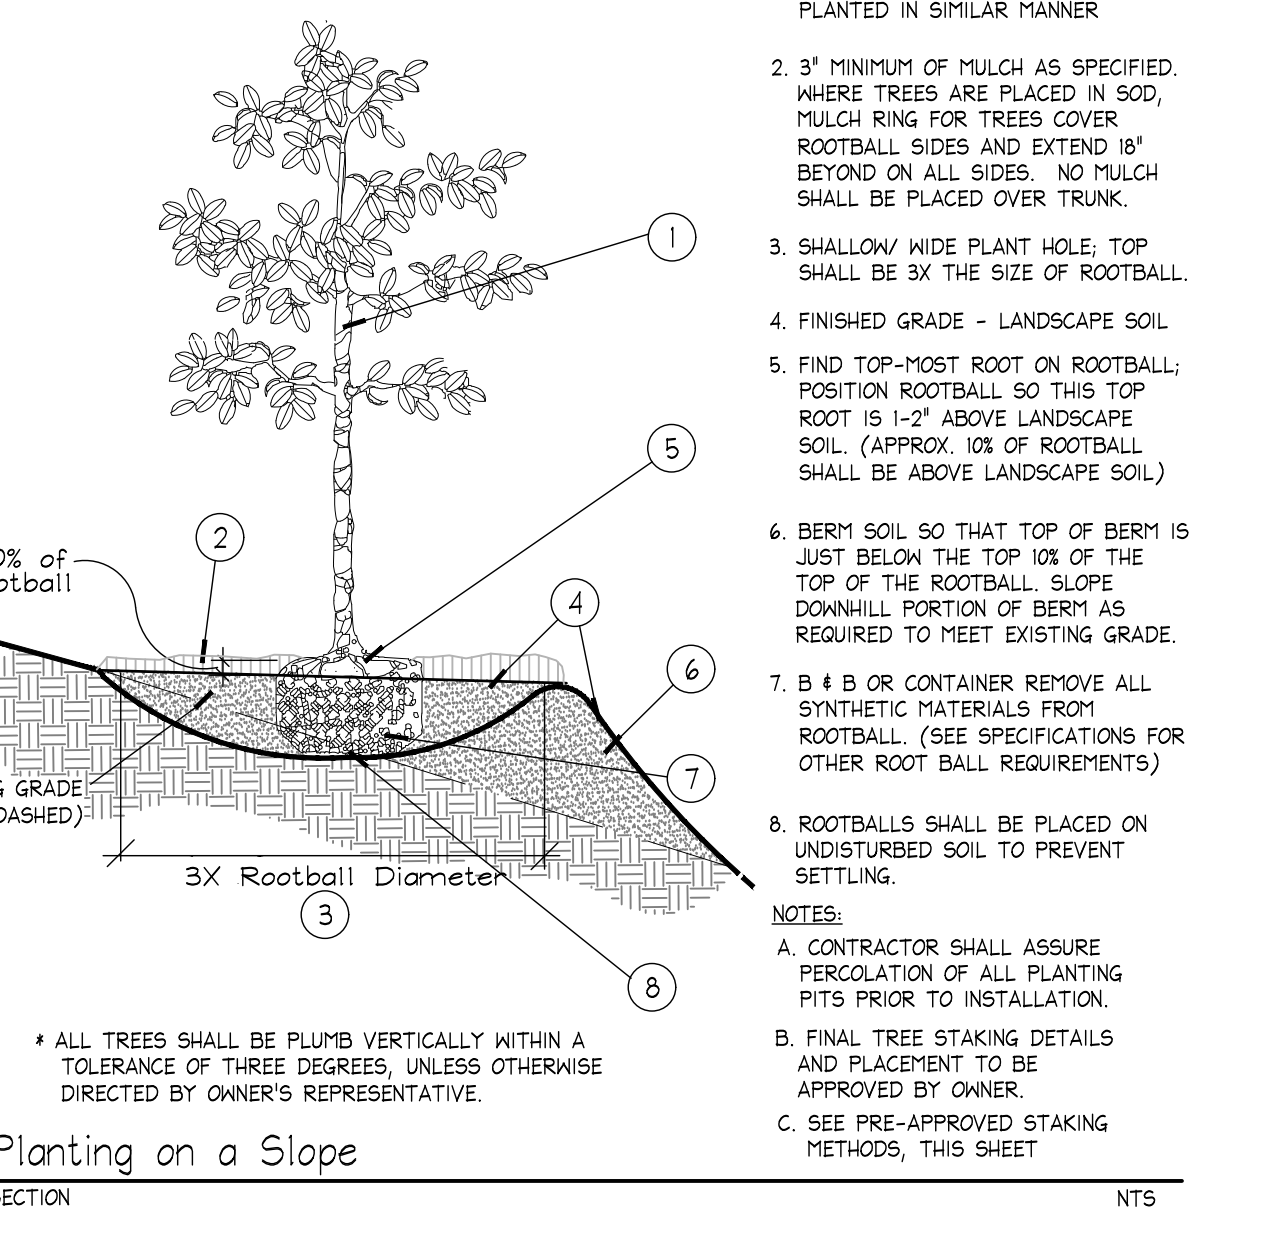 PLANTED IN SIMILAR MANNER
2. 3" MINIMUM OF MULCH AS SPECIFIED.
WHERE TREES ARE PLACED IN SOD,
MULCH RING FOR TREES COVER
ROOTBALL SIDES AND EXTEND 18"
BEYOND ON ALL SIDES. NO MULCH
SHALL BE PLACED OVER TRUNK.
3. SHALLOW/ WIDE PLANT HOLE; TOP
SHALL BE 3X THE SIZE OF ROOTBALL.
4. FINISHED GRADE - LANDSCAPE SOIL
5. FIND TOP-MOST ROOT ON ROOTBALL;
POSITION ROOTBALL SO THIS TOP
ROOT IS 1-2" ABOVE LANDSCAPE
SOIL. (APPROX. 10% OF ROOTBALL
SHALL BE ABOVE LANDSCAPE SOIL)
6. BERM SOIL SO THAT TOP OF BERM IS
JUST BELOW THE TOP 10% OF THE
TOP OF THE ROOTBALL. SLOPE
DOWNHILL PORTION OF BERM AS
REQUIRED TO MEET EXISTING GRADE.
7. B & B OR CONTAINER REMOVE ALL
SYNTHETIC MATERIALS FROM
ROOTBALL. (SEE SPECIFICATIONS FOR
OTHER ROOT BALL REQUIREMENTS)
8. ROOTBALLS SHALL BE PLACED ON
UNDISTURBED SOIL TO PREVENT
SETTLING.
NOTES:
A. CONTRACTOR SHALL ASSURE
PERCOLATION OF ALL PLANTING
PITS PRIOR TO INSTALLATION.
B. FINAL TREE STAKING DETAILS
AND PLACEMENT TO BE
APPROVED BY OWNER.
C. SEE PRE-APPROVED STAKING
METHODS, THIS SHEET
1
5
2
0% of
otball
4
6
7
G GRADE
DASHED)
3X Rootball Diameter
3
8
* ALL TREES SHALL BE PLUMB VERTICALLY WITHIN A
TOLERANCE OF THREE DEGREES, UNLESS OTHERWISE
DIRECTED BY OWNER'S REPRESENTATIVE.
Planting on a Slope
SECTION
NTS